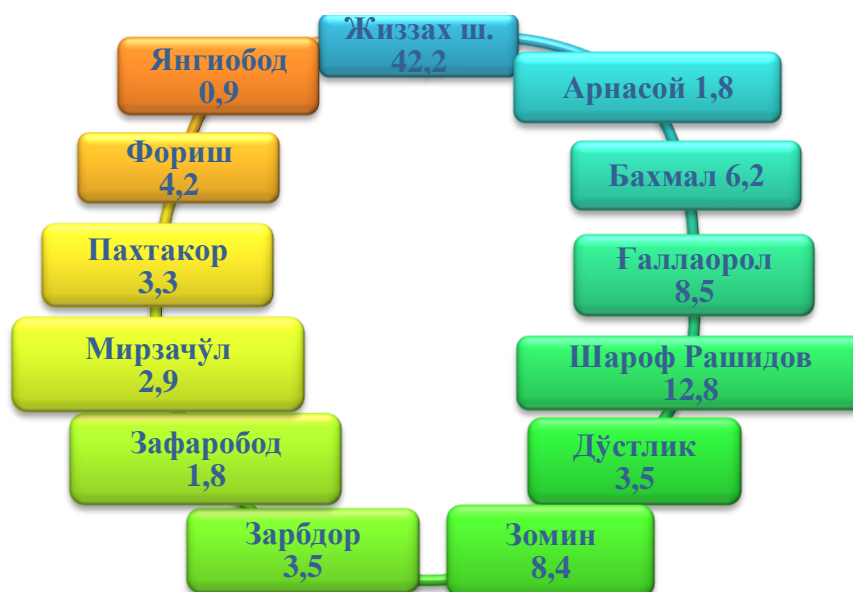 Жиззах ш.
42,2
Арнасой 1,8
Бахмал 6,2
Ғаллаорол
8,5
Шароф Рашидов
12,8
Дўстлик
3,5
Зомин
8,4
Зарбдор
3,5
Зафаробод
1,8
Мирзачўл
2,9
Пахтакор
3,3
Фориш
4,2
Янгиобод
0,9